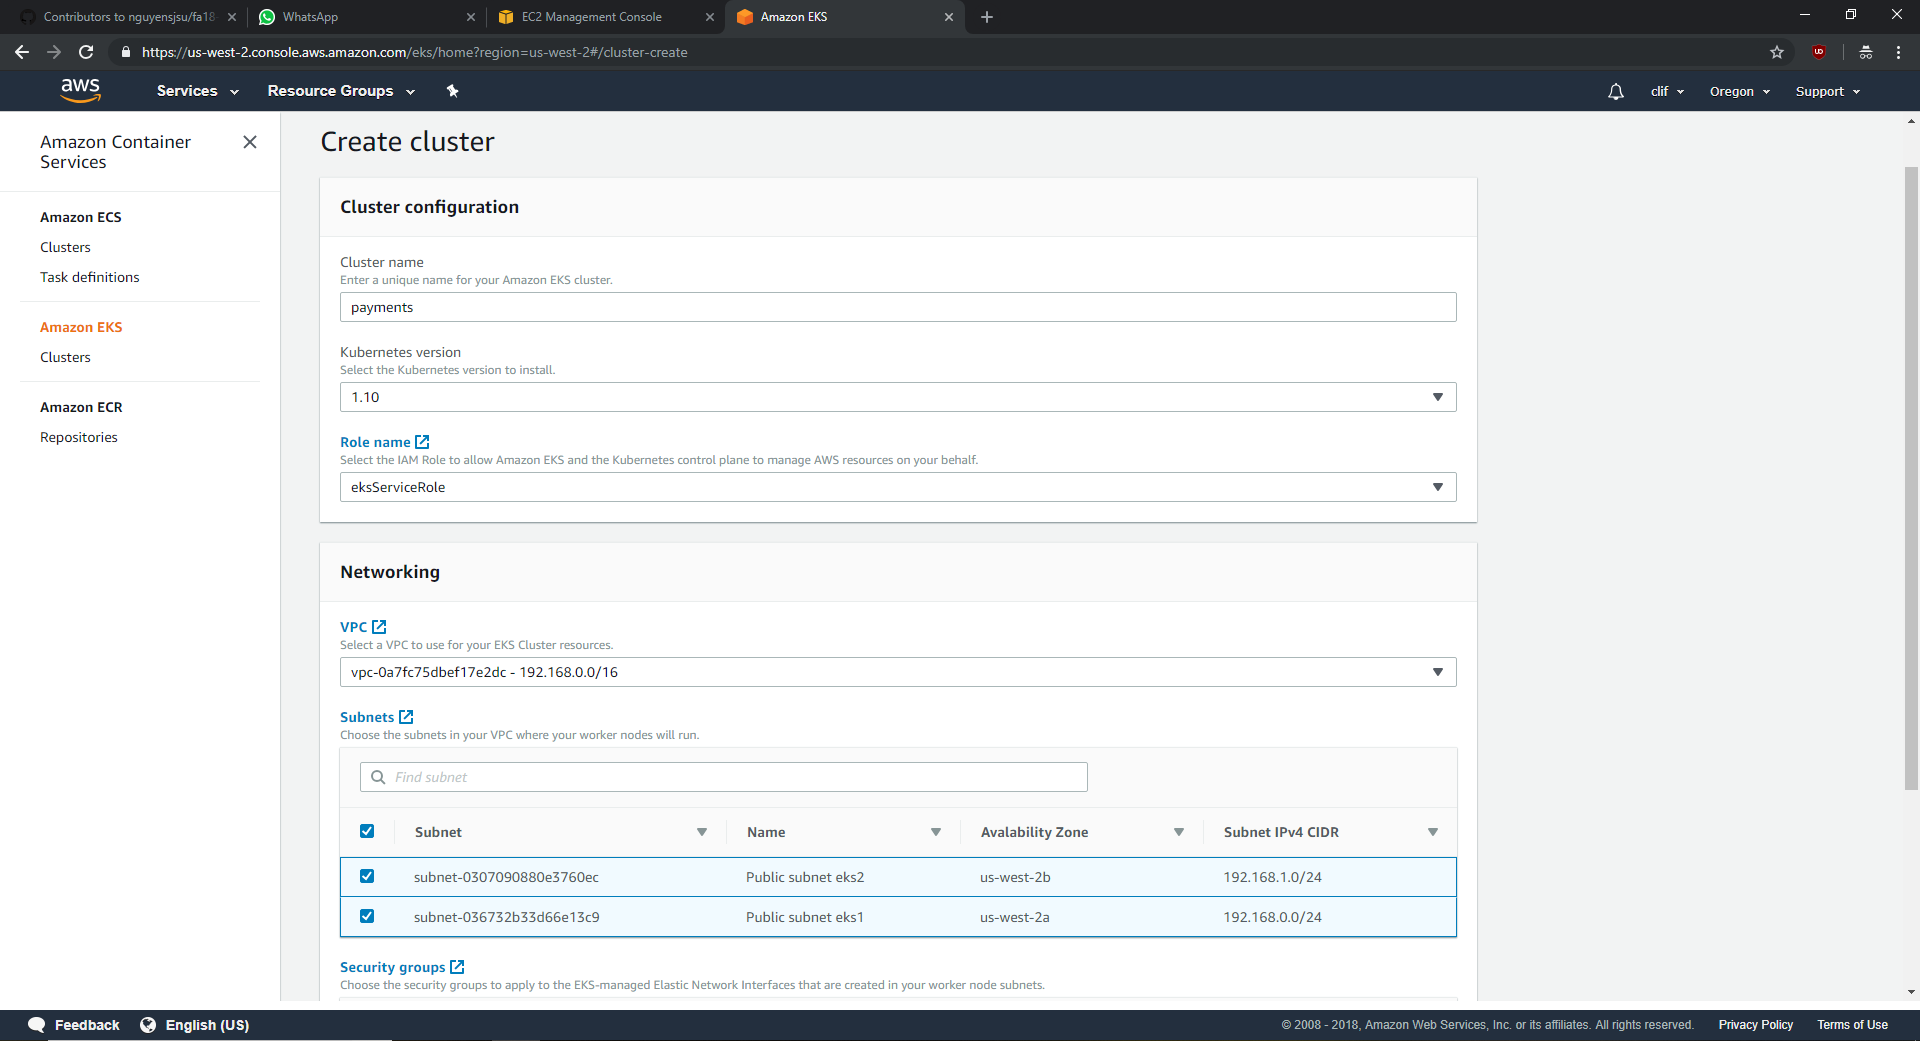 Contributors to nguyensjsu/fa18-
WhatsApp
EC2 Management Console
Amazon EKS
https://us-west-2.console.aws.amazon.com/eks/home?region=us-west-2#/cluster-create
aws
Services
Resource Groups
clif
Oregon
Support
Amazon Container
Services
Amazon ECS
Clusters
Task definitions
Amazon EKS
Clusters
Amazon ECR
Repositories
Create cluster
Cluster configuration
Cluster name
Enter a unique name for your Amazon EKS cluster.
payments
Kubernetes version
Select the Kubernetes version to install.
1.10
Role name
Select the IAM Role to allow Amazon EKS and the Kubernetes control plane to manage AWS resources on your behalf.
eksServiceRole
Networking
VPC
Select a VPC to use for your EKS Cluster resources.
vpc-0a7fc75dbef17e2dc - 192.168.0.0/16
Subnets
Choose the subnets in your VPC where your worker nodes will run.
Find subnet
Subnet Name Avalability Zone Subnet IPv4 CIDR
subnet-0307090880e3760ec Public subnet eks2 us-west-2b 192.168.1.0/24
subnet-036732b33d66e13c9 Public subnet eks1 us-west-2a 192.168.0.0/24
Security groups
Choose the security groups to apply to the EKS-managed Elastic Network Interfaces that are created in your worker node subnets.
Feedback
English (US)
© 2008 - 2018, Amazon Web Services, Inc. or its affiliates. All rights reserved.
Privacy Policy
Terms of Use